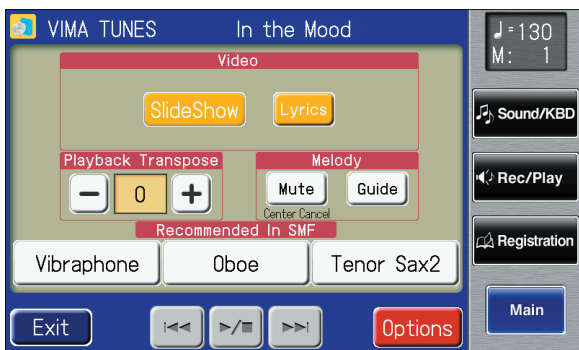 VIMA TUNES In the Mood
♩=130
M: 1
Video
SlideShow Lyrics
Sound/KBD
Playback Transpose Melody
Rec/Play
− 0 + Mute Guide
Center Cancel
Recommended In SMF
Registration
Vibraphone Oboe Tenor Sax2
Main
Exit Options